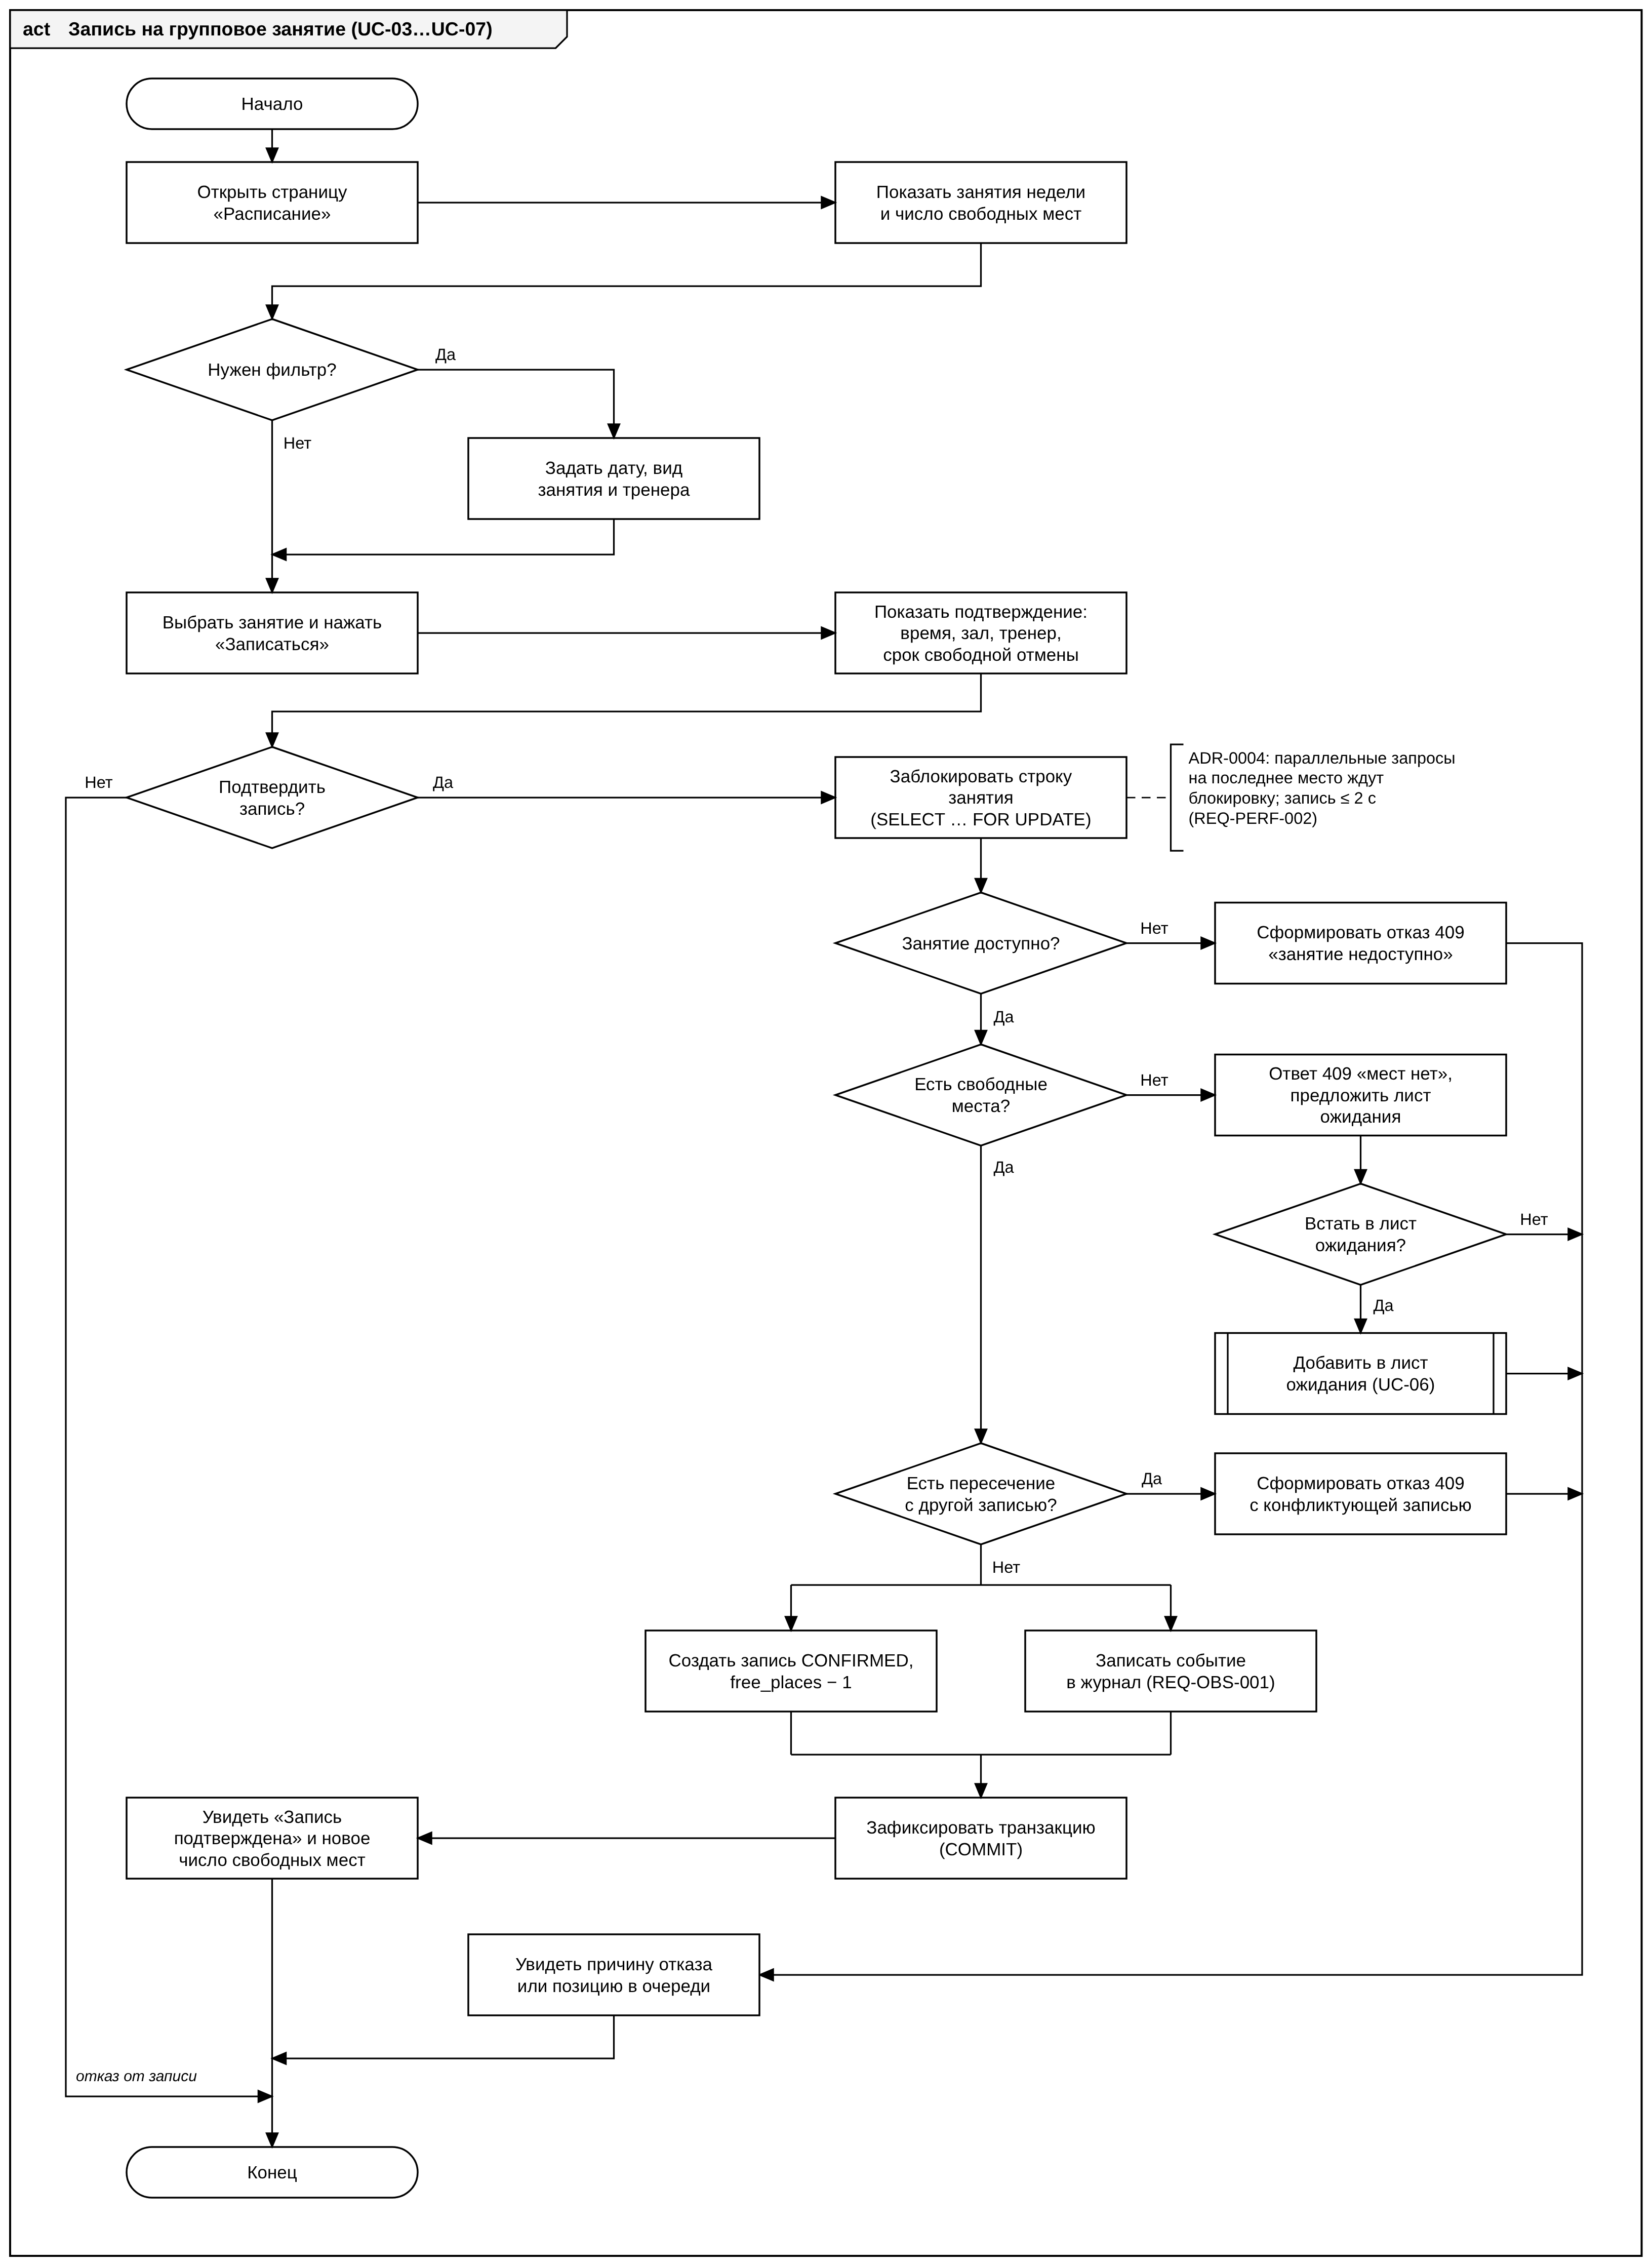 act Запись на групповое занятие (UC-03…UC-07)
Начало
Открыть страницу
«Расписание»
Показать занятия недели
и число свободных мест
Нужен фильтр?
Да
Нет
Задать дату, вид
занятия и тренера
Выбрать занятие и нажать
«Записаться»
Показать подтверждение:
время, зал, тренер,
срок свободной отмены
Нет
Подтвердить
запись?
Да
Заблокировать строку
занятия
(SELECT … FOR UPDATE)
ADR-0004: параллельные запросы
на последнее место ждут
блокировку; запись ≤ 2 с
(REQ-PERF-002)
Занятие доступно?
Нет
Сформировать отказ 409
«занятие недоступно»
Да
Есть свободные
места?
Нет
Ответ 409 «мест нет»,
предложить лист
ожидания
Да
Встать в лист
ожидания?
Нет
Да
Добавить в лист
ожидания (UC-06)
Есть пересечение
с другой записью?
Да
Сформировать отказ 409
с конфликтующей записью
Нет
Создать запись CONFIRMED,
free_places − 1
Записать событие
в журнал (REQ-OBS-001)
Увидеть «Запись
подтверждена» и новое
число свободных мест
Зафиксировать транзакцию
(COMMIT)
Увидеть причину отказа
или позицию в очереди
отказ от записи
Конец